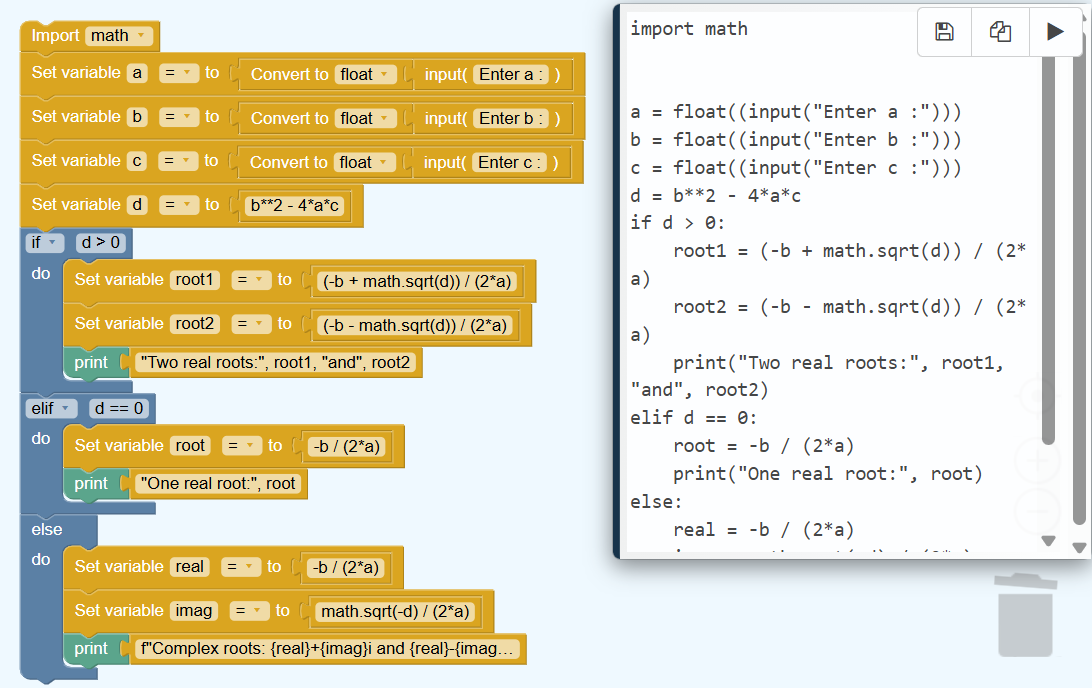 Import math
Set variable a = to Convert to float input( Enter a : )
Set variable b = to Convert to float input( Enter b : )
Set variable c = to Convert to float input( Enter c : )
Set variable d = to b**2 - 4*a*c
if d > 0
do
Set variable root1 = to (-b + math.sqrt(d)) / (2*a)
Set variable root2 = to (-b - math.sqrt(d)) / (2*a)
print "Two real roots:", root1, "and", root2
elif d == 0
do
Set variable root = to -b / (2*a)
print "One real root:", root
else
do
Set variable real = to -b / (2*a)
Set variable imag = to math.sqrt(-d) / (2*a)
print f"Complex roots: {real}+{imag}i and {real}-{imag...
import math
a = float((input("Enter a :")))
b = float((input("Enter b :")))
c = float((input("Enter c :")))
d = b**2 - 4*a*c
if d > 0:
    root1 = (-b + math.sqrt(d)) / (2*
a)
    root2 = (-b - math.sqrt(d)) / (2*
a)
    print("Two real roots:", root1,
"and", root2)
elif d == 0:
    root = -b / (2*a)
    print("One real root:", root)
else:
    real = -b / (2*a)